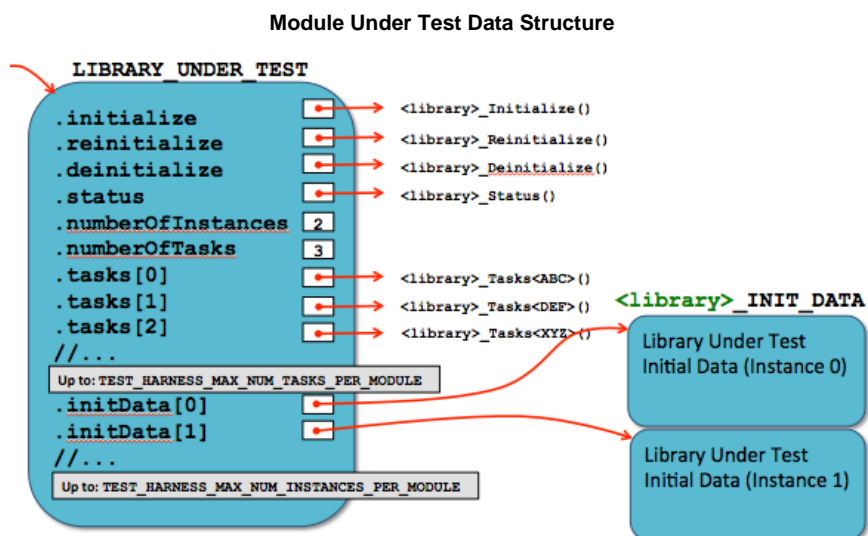 Module Under Test Data Structure
LIBRARY_UNDER_TEST
.initialize
<library>_Initialize()
.reinitialize
<library>_Reinitialize()
.deinitialize
<library>_Deinitialize()
.status
<library>_Status()
.numberOfInstances 2
.numberOfTasks 3
.tasks[0]
<library>_Tasks<ABC>()
.tasks[1]
<library>_Tasks<DEF>()
.tasks[2]
<library>_Tasks<XYZ>()
//...
Up to: TEST_HARNESS_MAX_NUM_TASKS_PER_MODULE
.initData[0]
.initData[1]
//...
Up to: TEST_HARNESS_MAX_NUM_INSTANCES_PER_MODULE
<library>_INIT_DATA
Library Under Test
Initial Data (Instance 0)
Library Under Test
Initial Data (Instance 1)